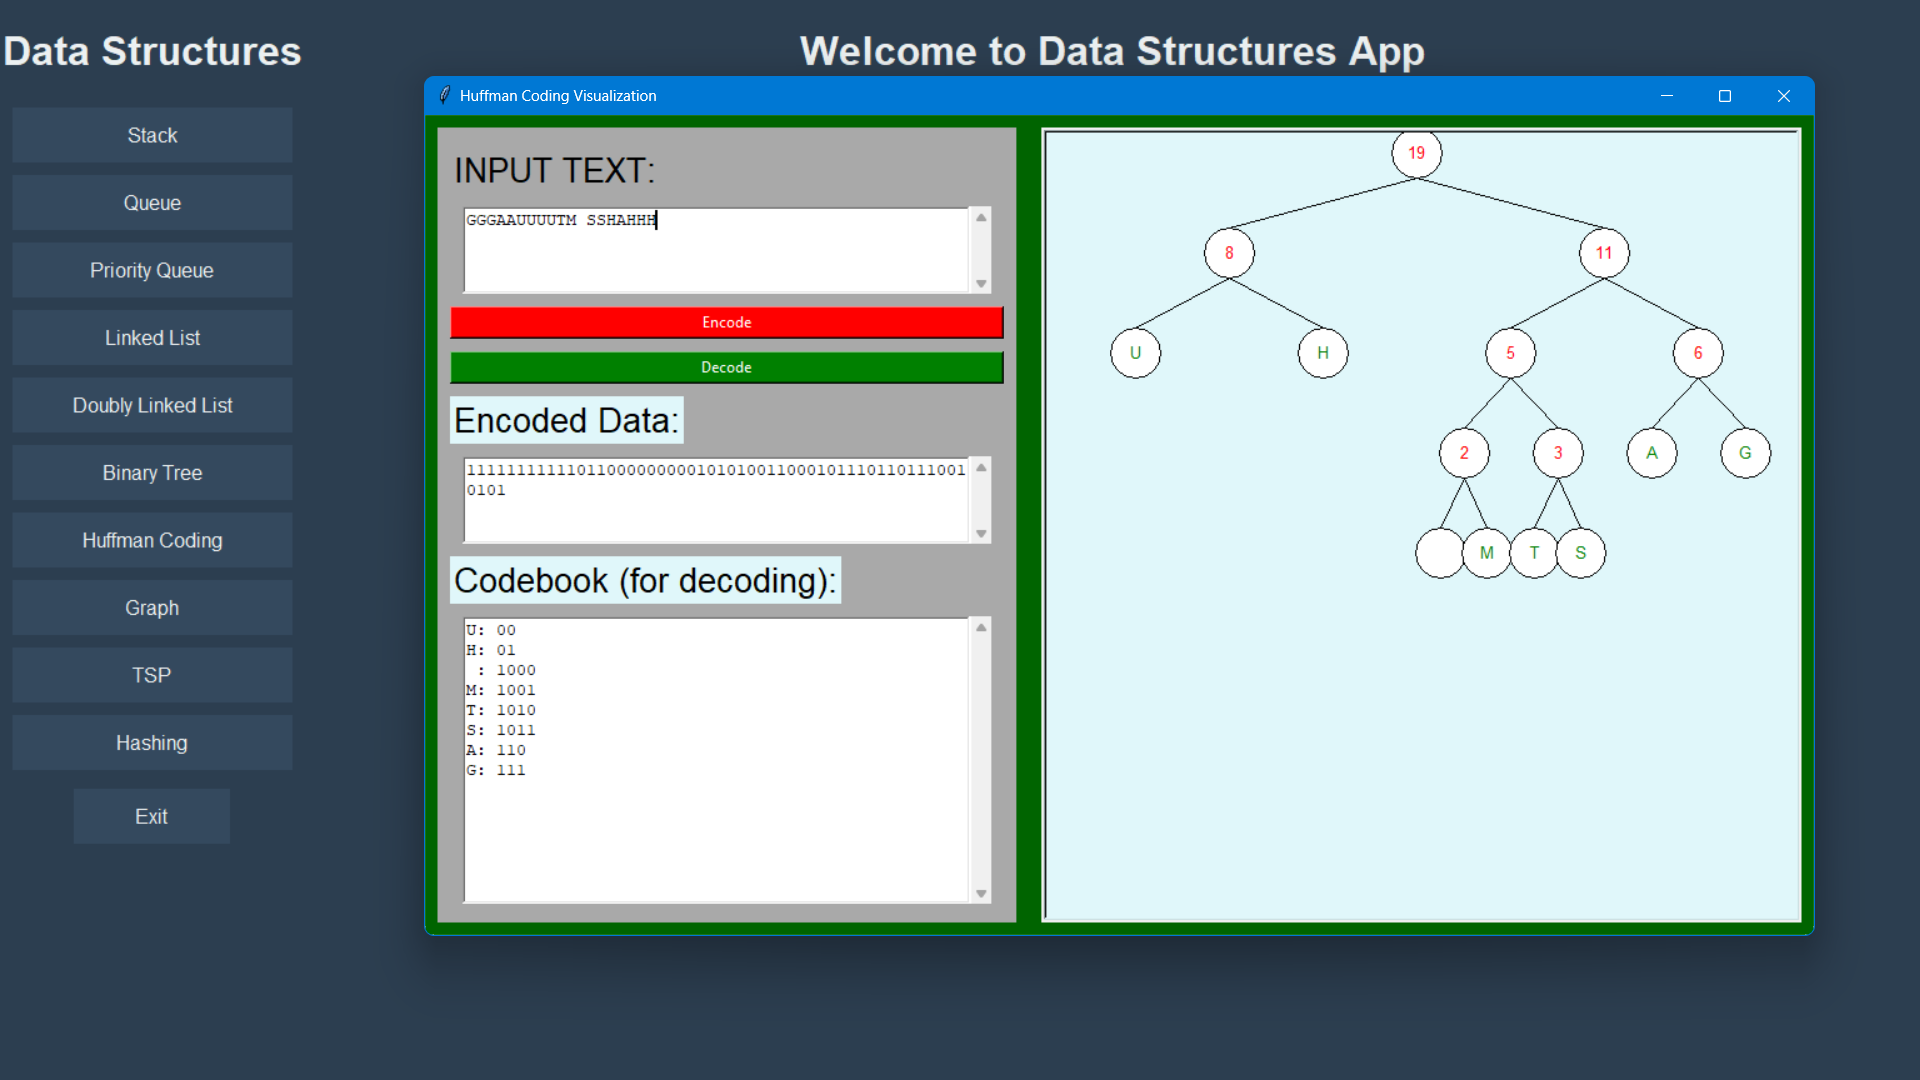 Data Structures
Welcome to Data Structures App
Stack
Queue
Priority Queue
Linked List
Doubly Linked List
Binary Tree
Huffman Coding
Graph
TSP
Hashing
Exit
Huffman Coding Visualization
INPUT TEXT:
GGGAAUUUUTM SSHAHHH
Encode
Decode
Encoded Data:
11111111111011000000000101010011000101110110111001
0101
Codebook (for decoding):
U: 00
H: 01
 : 1000
M: 1001
T: 1010
S: 1011
A: 110
G: 111
19
8 11
U H 5 6
2 3 A G
M T S